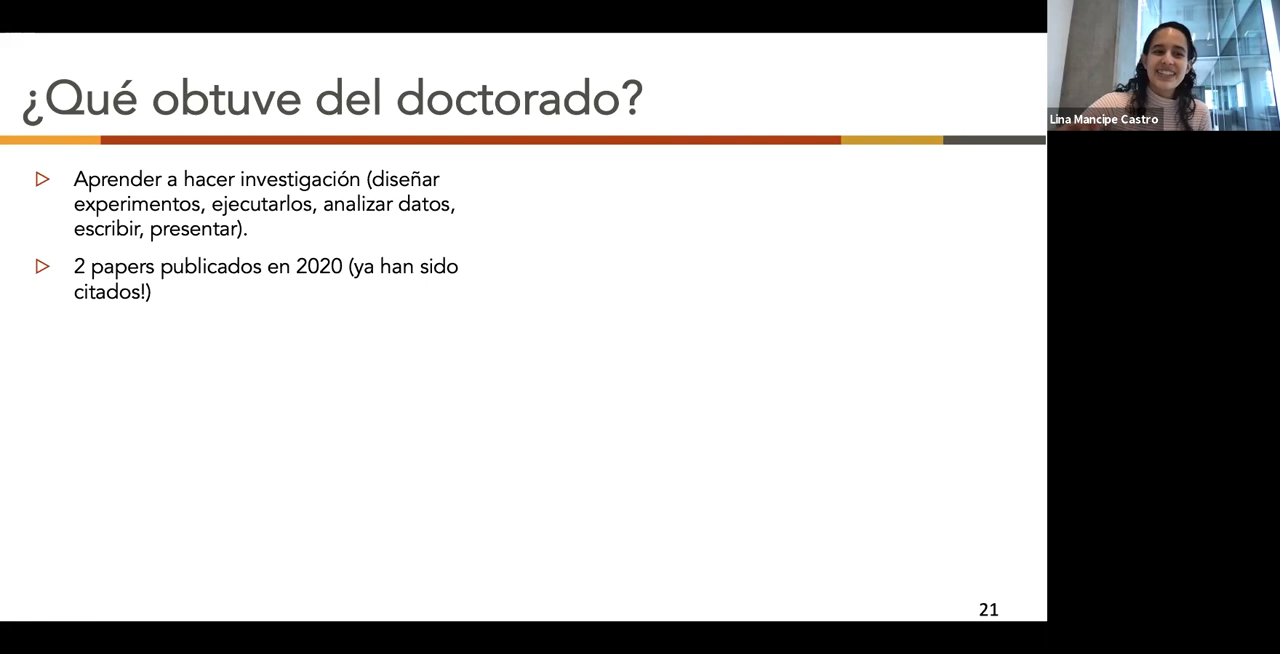 ¿Qué obtuve del doctorado?
Aprender a hacer investigación (diseñar
experimentos, ejecutarlos, analizar datos,
escribir, presentar).
2 papers publicados en 2020 (ya han sido
citados!)
21
Lina Mancipe Castro